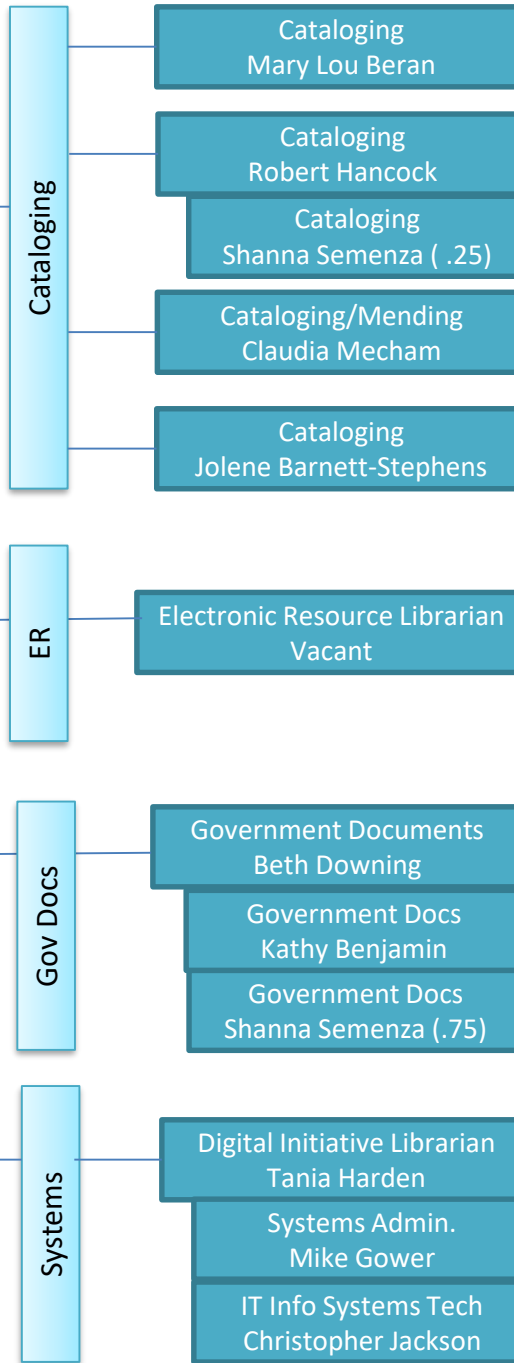 Cataloging
Cataloging
Mary Lou Beran
Cataloging
Robert Hancock
Cataloging
Shanna Semenza ( .25)
Cataloging/Mending
Claudia Mecham
Cataloging
Jolene Barnett-Stephens
ER
Electronic Resource Librarian
Vacant
Gov Docs
Government Documents
Beth Downing
Government Docs
Kathy Benjamin
Government Docs
Shanna Semenza (.75)
Systems
Digital Initiative Librarian
Tania Harden
Systems Admin.
Mike Gower
IT Info Systems Tech
Christopher Jackson